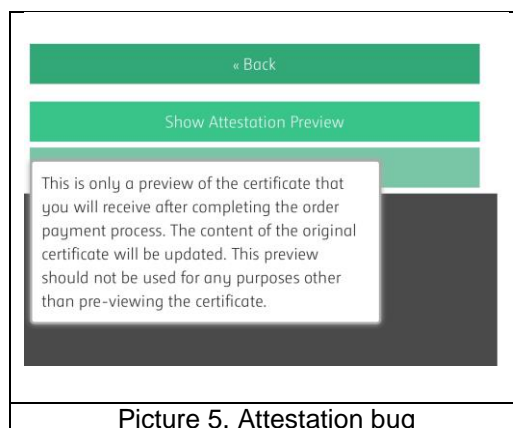 « Back
Show Attestation Preview
This is only a preview of the certificate that
you will receive after completing the order
payment process. The content of the original
certificate will be updated. This preview
should not be used for any purposes other
than pre-viewing the certificate.
Picture 5. Attestation bug